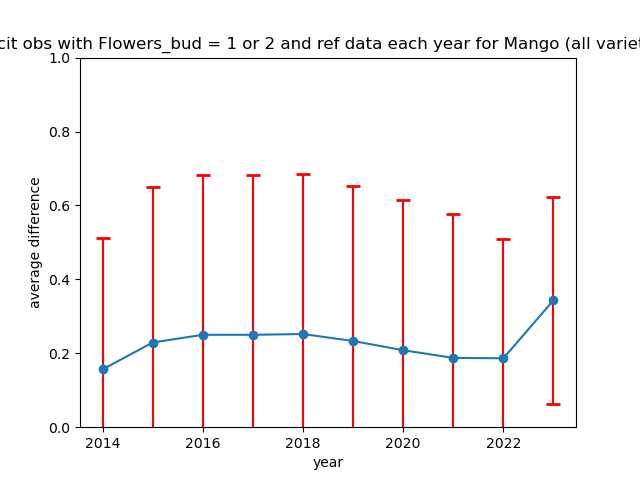 cit obs with Flowers_bud = 1 or 2 and ref data each year for Mango (all variet
1.0
0.8
0.6
0.4
0.2
0.0
average difference
2014 2016 2018 2020 2022
year